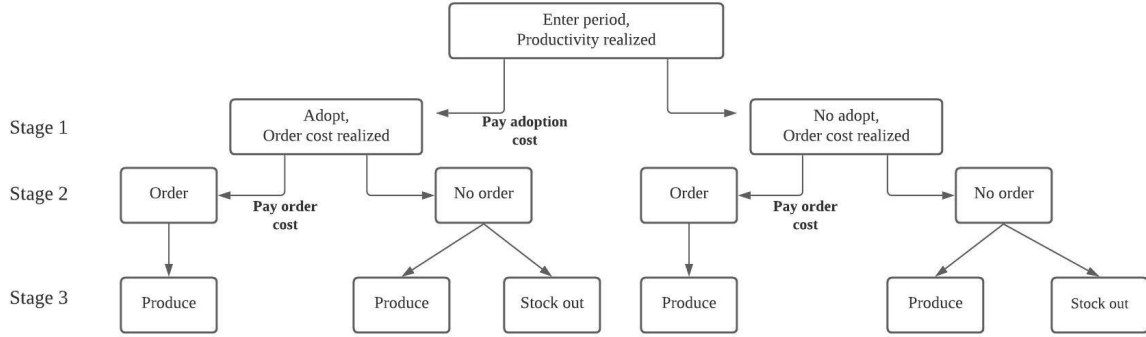 Enter period,
Productivity realized
Stage 1
Adopt,
Order cost realized
Pay adoption
cost
No adopt,
Order cost realized
Stage 2
Order
Pay order
cost
No order
Order
Pay order
cost
No order
Stage 3
Produce
Produce
Stock out
Produce
Produce
Stock out